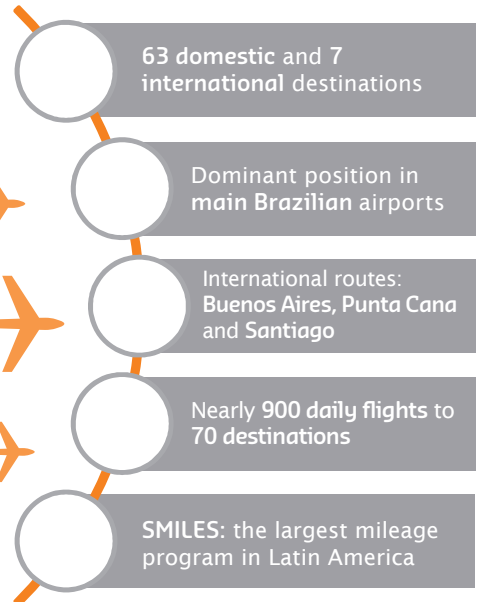 63 domestic and 7
international destinations
Dominant position in
main Brazilian airports
International routes:
Buenos Aires, Punta Cana
and Santiago
Nearly 900 daily flights to
70 destinations
SMILES: the largest mileage
program in Latin America